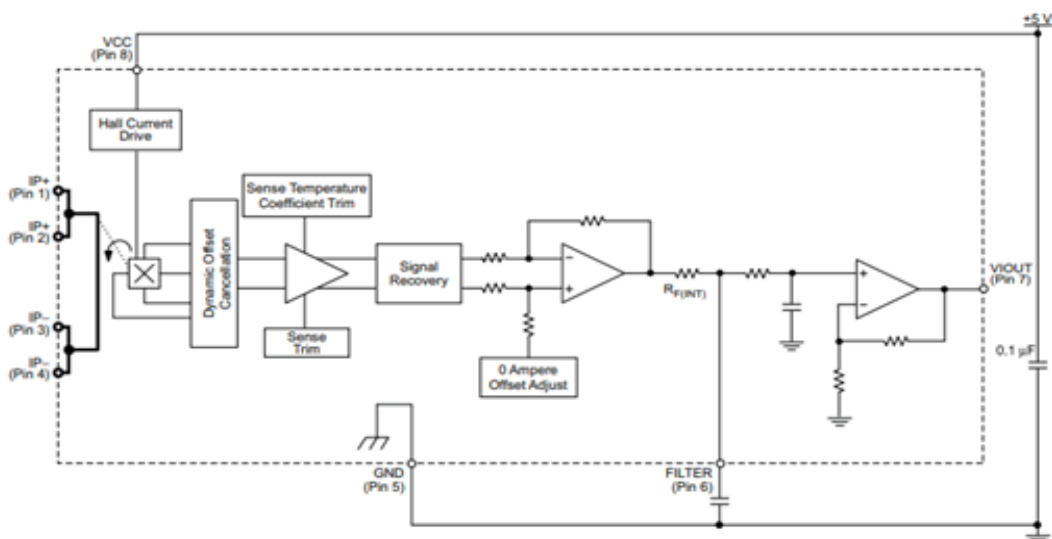 +5 V
VCC
(Pin 8)
Hall Current
Drive
IP+
(Pin 1)
IP+
(Pin 2)
IP−
(Pin 3)
IP−
(Pin 4)
Dynamic Offset
Cancellation
Sense Temperature
Coefficient Trim
Sense
Trim
Signal
Recovery
0 Ampere
Offset Adjust
−
+
RF(INT)
+
−
VIOUT
(Pin 7)
0.1 µF
GND
(Pin 5)
FILTER
(Pin 6)